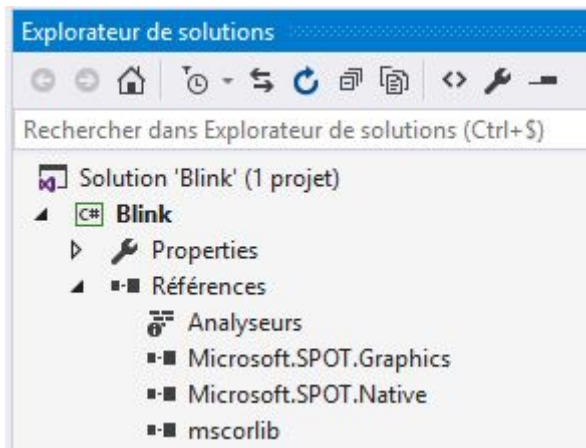 Explorateur de solutions
Rechercher dans Explorateur de solutions (Ctrl+$)
Solution 'Blink' (1 projet)
C# Blink
Properties
Références
Analyseurs
Microsoft.SPOT.Graphics
Microsoft.SPOT.Native
mscorlib